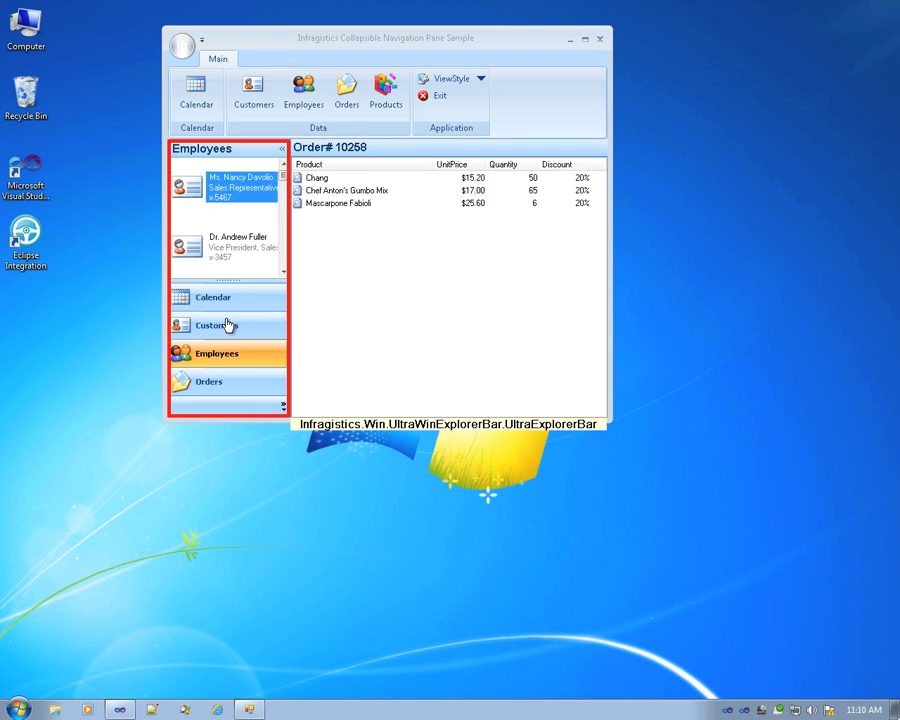 Computer
Recycle Bin
Microsoft
Visual Stud...
Eclipse
Integration
Infragistics Collapsible Navigation Pane Sample
Main
Calendar
Customers
Employees
Orders
Products
ViewStyle
Exit
Calendar
Data
Application
Employees
«
Ms. Nancy Davolio
Sales Representative
x-5467
Dr. Andrew Fuller
Vice President, Sales
x-3457
Calendar
Customers
Employees
Orders
»
Order# 10258
Product UnitPrice Quantity Discount
Chang $15.20 50 20%
Chef Anton's Gumbo Mix $17.00 65 20%
Mascarpone Fabioli $25.60 6 20%
Infragistics.Win.UltraWinExplorerBar.UltraExplorerBar
11:10 AM